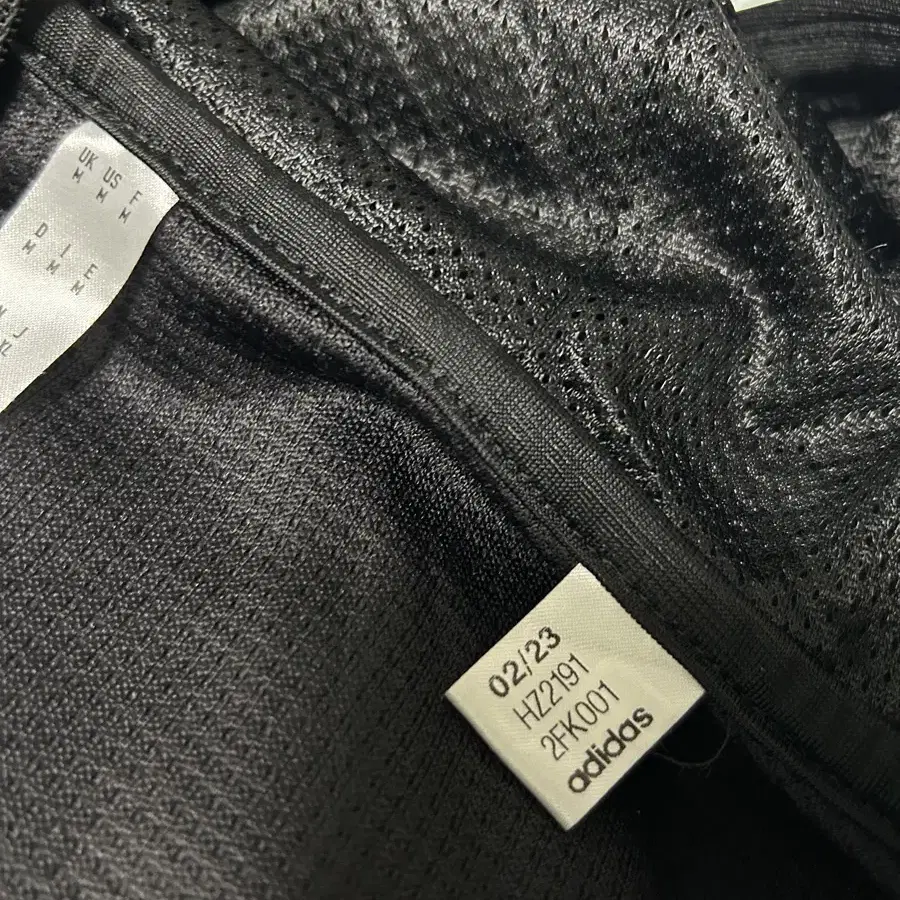 UK US F
M M M
D I E
M M M
J
02/23
HZ2191
2FK001
adidas